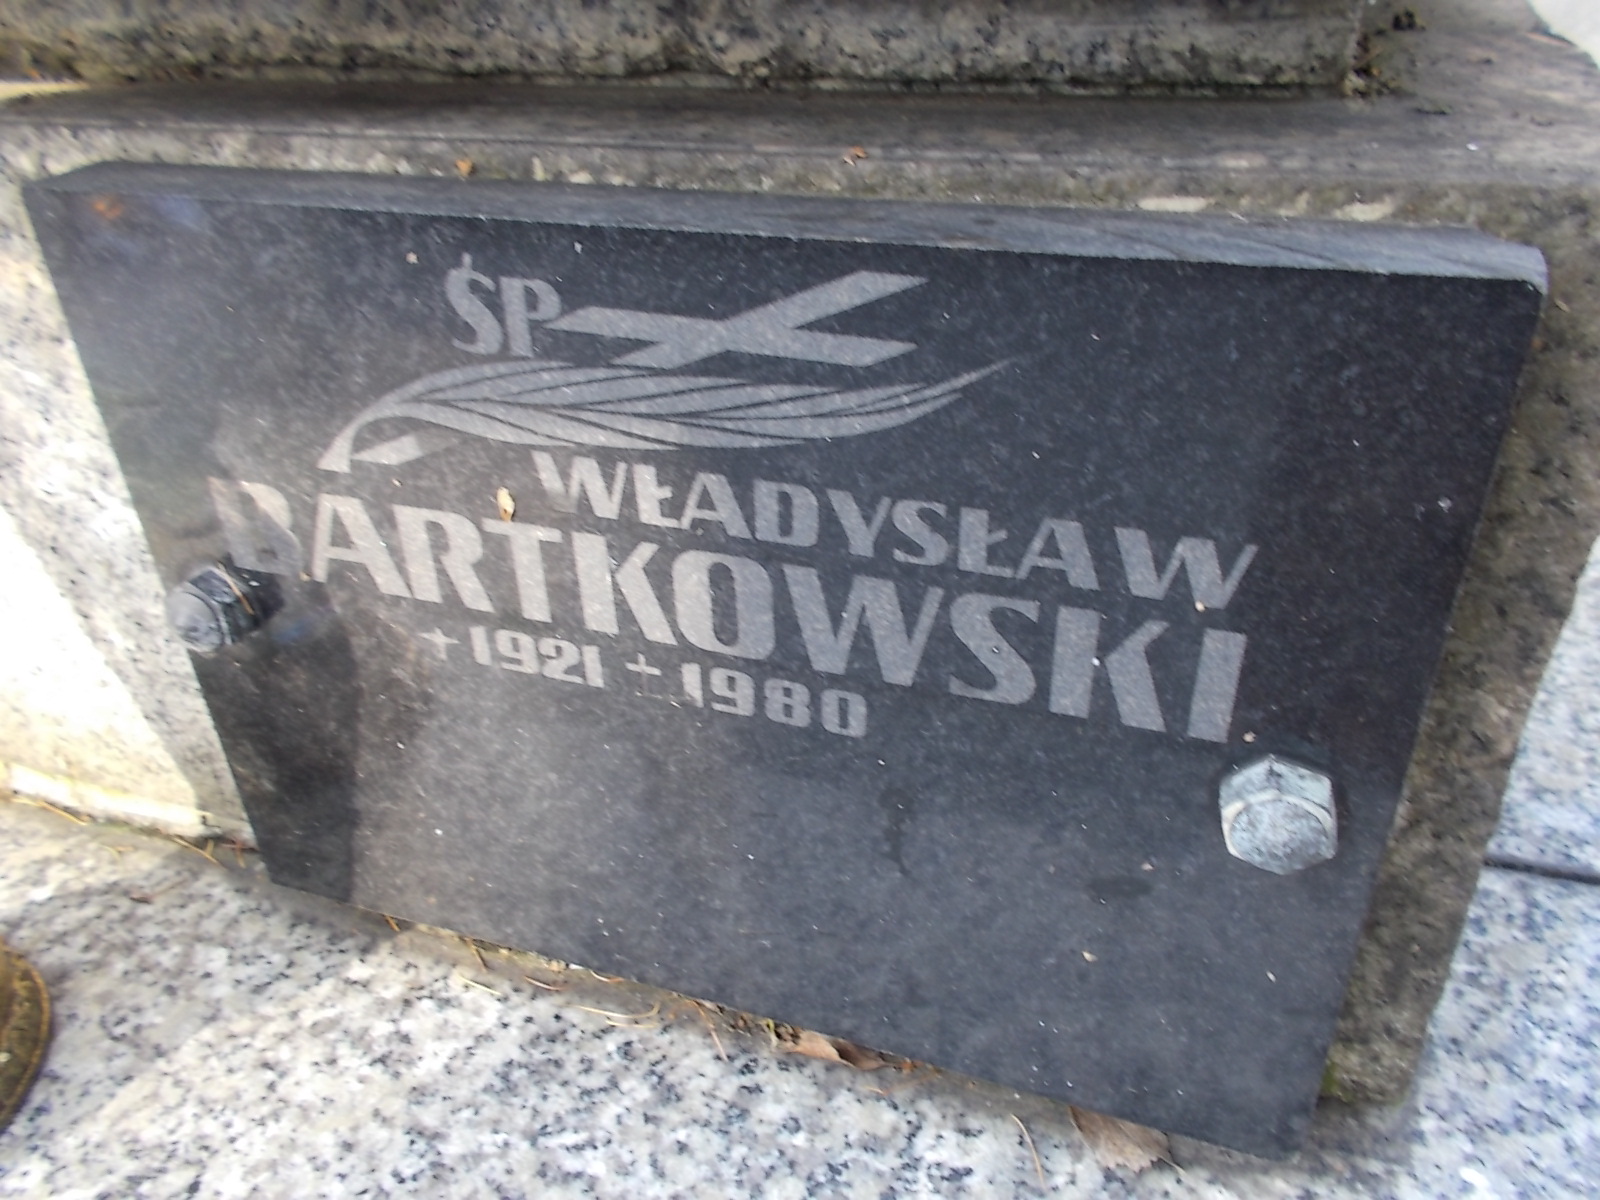 ŚP
WŁADYSŁAW
BARTKOWSKI
+ 1921 + 1980